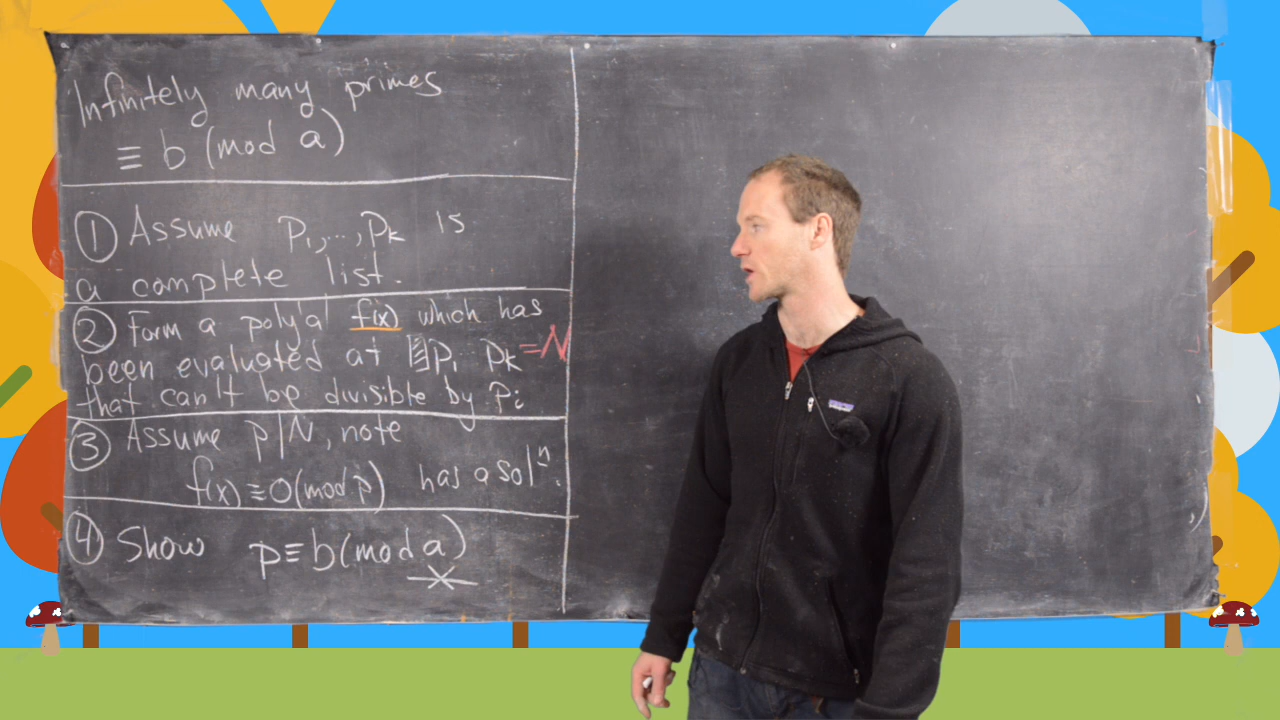 Infinitely many primes
≡ b (mod a)
① Assume p₁,...,pₖ is
a complete list.
② Form a poly'al f(x) which has
been evaluated at p₁...pₖ =N
that can't be divisible by pᵢ
③ Assume p|N, note
f(x)≡0(mod p) has a solⁿ.
④ Show p≡b(mod a)